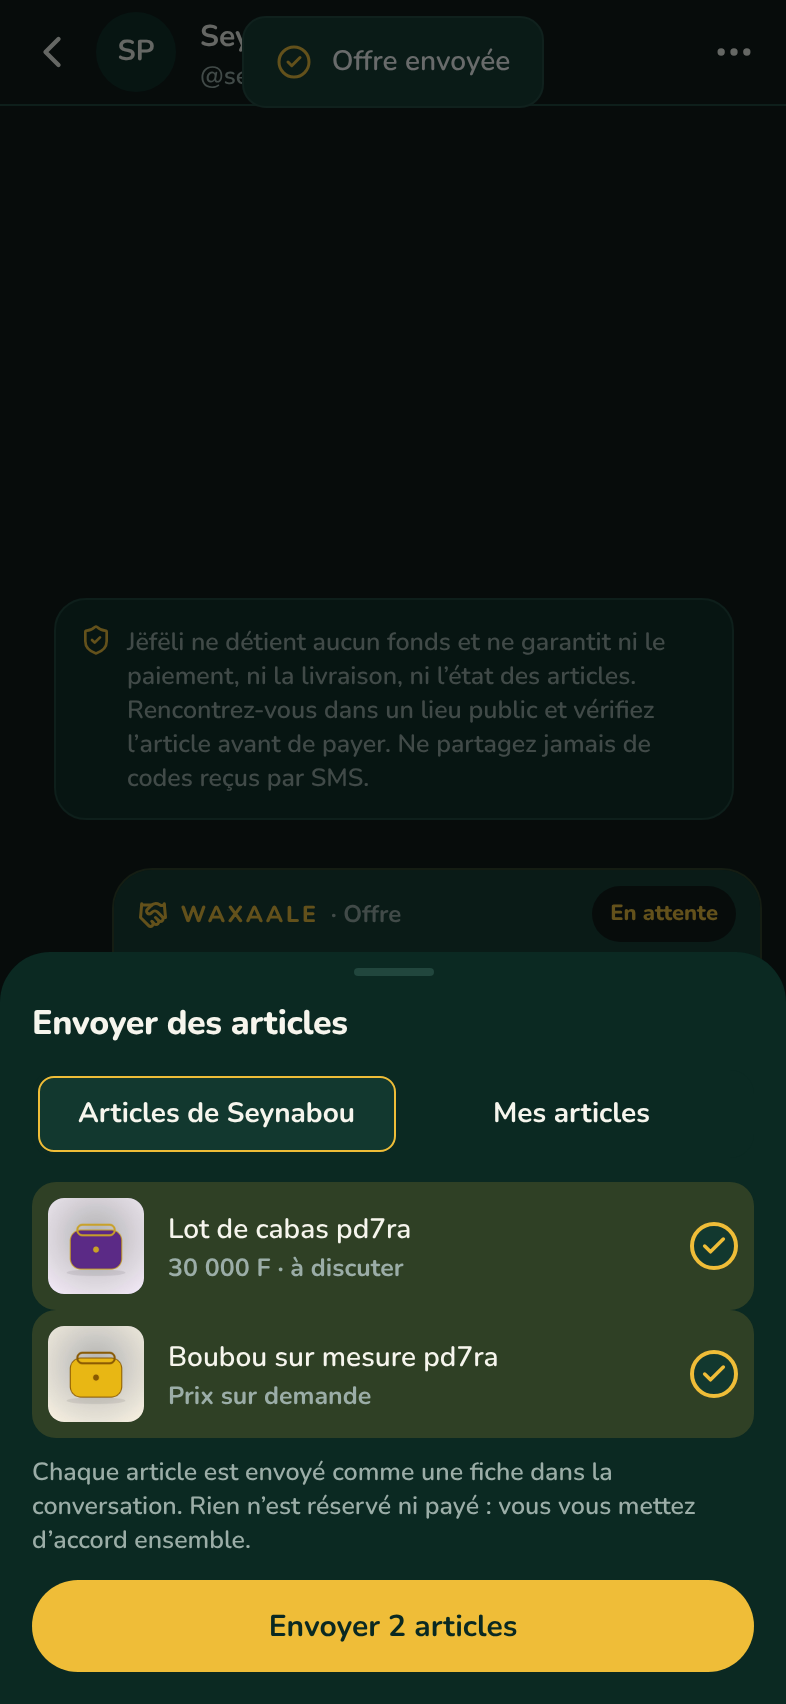 SP
Offre envoyée
Jëfëli ne détient aucun fonds et ne garantit ni le
paiement, ni la livraison, ni l’état des articles.
Rencontrez-vous dans un lieu public et vérifiez
l’article avant de payer. Ne partagez jamais de
codes reçus par SMS.
WAXAALE · Offre
En attente
Envoyer des articles
Articles de Seynabou
Mes articles
Lot de cabas pd7ra
30 000 F · à discuter
Boubou sur mesure pd7ra
Prix sur demande
Chaque article est envoyé comme une fiche dans la
conversation. Rien n’est réservé ni payé : vous vous mettez
d’accord ensemble.
Envoyer 2 articles